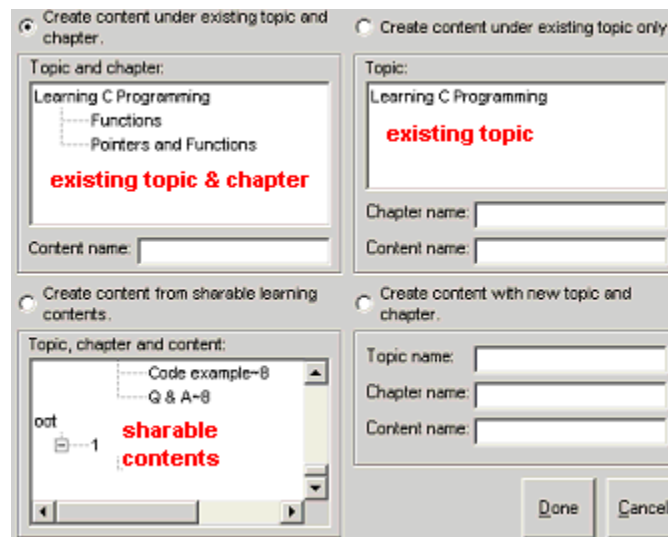 Create content under existing topic and
chapter.
Topic and chapter:
Learning C Programming
Functions
Pointers and Functions
existing topic & chapter
Content name:
Create content under existing topic only
Topic:
Learning C Programming
existing topic
Chapter name:
Content name:
Create content from sharable learning
contents.
Topic, chapter and content:
Code example~8
Q & A~8
oot
1
sharable
contents
Create content with new topic and
chapter.
Topic name:
Chapter name:
Content name:
Done
Cancel